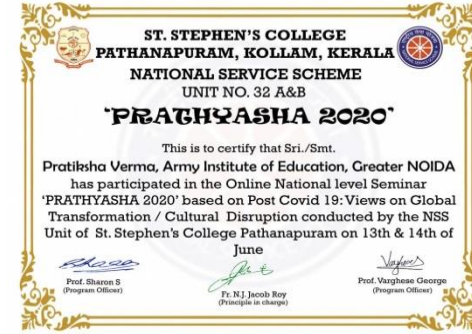 ST. STEPHEN'S COLLEGE
PATHANAPURAM, KOLLAM, KERALA
NATIONAL SERVICE SCHEME
UNIT NO. 32 A&B
'PRATHYASHA 2020'
This is to certify that Sri./Smt.
Pratiksha Verma, Army Institute of Education, Greater NOIDA
has participated in the Online National level Seminar
'PRATHYASHA 2020' based on Post Covid 19: Views on Global
Transformation / Cultural Disruption conducted by the NSS
Unit of St. Stephen's College Pathanapuram on 13th & 14th of
June
Prof. Sharon S
(Program Officer)
Fr. N.J. Jacob Roy
(Principle in charge)
Varghese
Prof. Varghese George
(Program Officer)